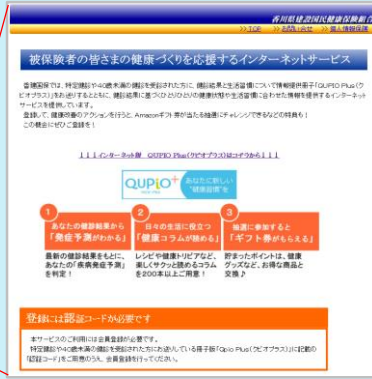 香川県建設国民健康保険組合
>>TOP >>お問い合せ >>個人情報保護
被保険者の皆さまの健康づくりを応援するインターネットサービス
香建国保では、特定健診や40歳未満の健診を受診された方に、健診結果と生活習慣について情報提供冊子「QUPIO Plus(ク
ピオプラス)」をお送りするとともに、健診結果に基づくひとりひとりの健康状態や生活習慣に合わせた情報を提供するインターネット
サービスを提供しています。
登録して、健康改善のアクションを行うと、Amazonギフト券が当たる抽選にチャレンジできるなどの特典も!
この機会にぜひご登録を!
↓↓↓インターネット版 QUPIO Plus(クピオプラス)はコチラから↓↓↓
QUPiO+
あなたに新しい
"健康習慣"を
1
あなたの健診結果から
「発症予測がわかる」
最新の健診結果をもとに、
あなたの「疾病発症予測」
を判定!
2
日々の生活に役立つ
「健康コラムが読める」
レシピや健康トリビアなど、
楽しくサクッと読めるコラム
を200本以上ご用意!
3
抽選に参加すると
「ギフト券がもらえる」
貯まったポイントは、健康
グッズなど、お得な商品と
交換♪
登録には認証コードが必要です
本サービスのご利用には会員登録が必要です。
特定健診や40歳未満の健診を受診された方にお送りしている冊子版「Qupio Plus(クピオプラス)」に記載の
「認証コード」をご用意のうえ、会員登録を行ってください。